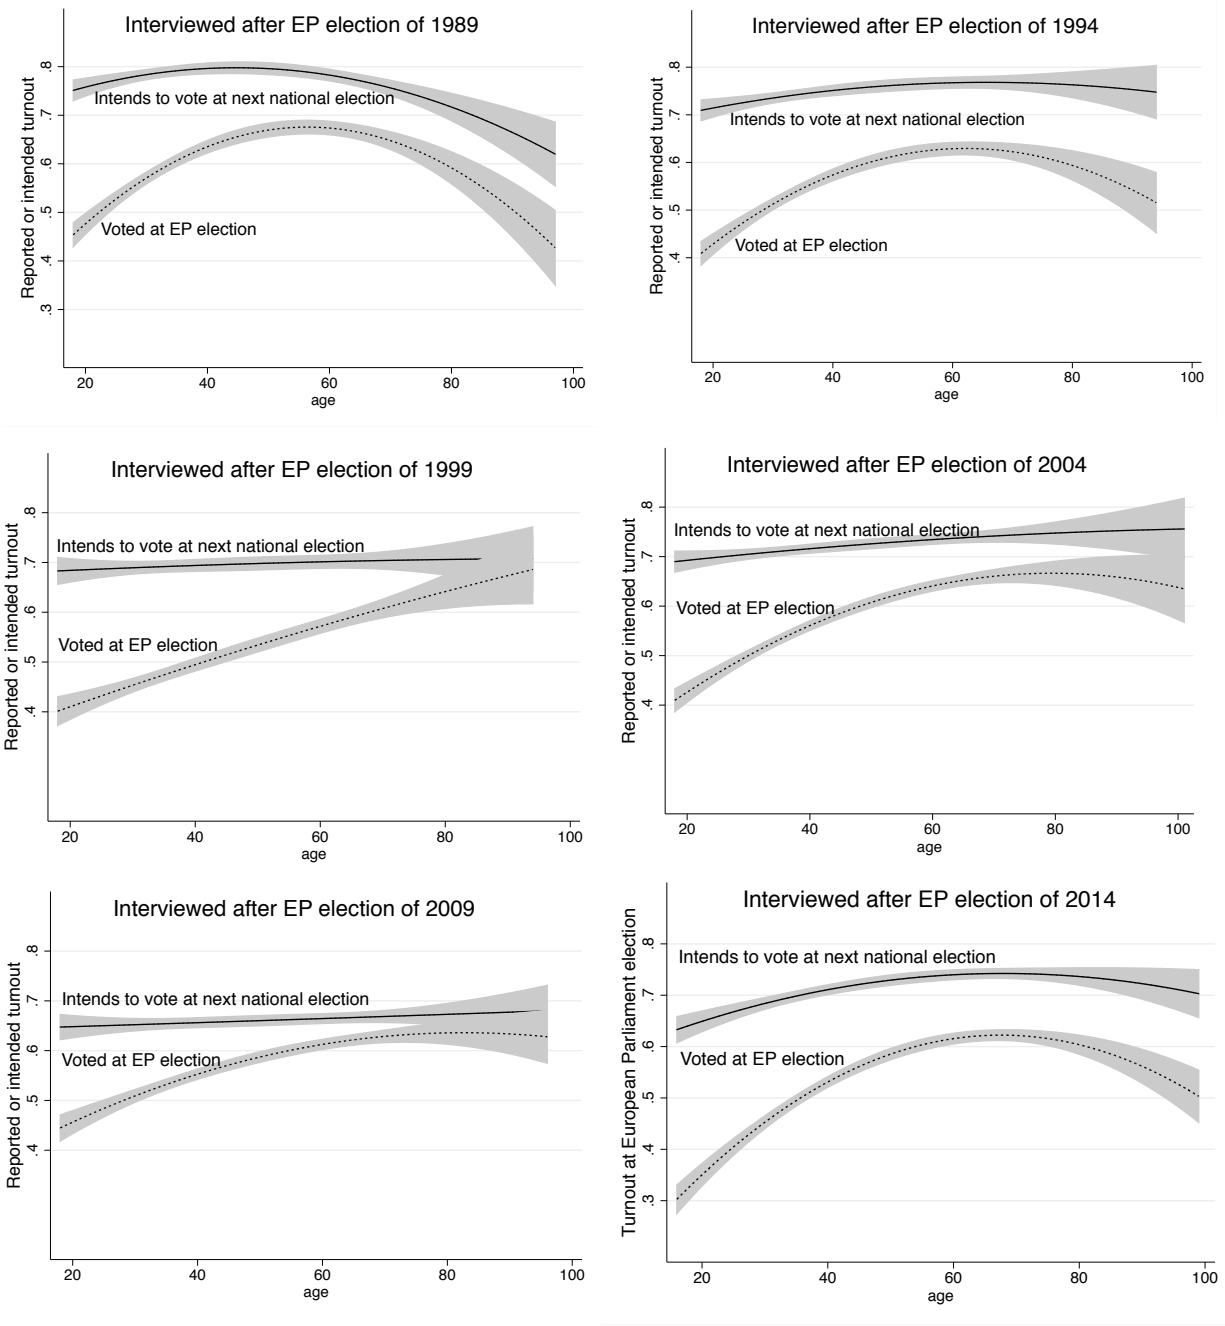 Interviewed after EP election of 1989
Reported or intended turnout
.8
.7
.6
.5
.4
.3
Intends to vote at next national election
Voted at EP election
20 40 60 80 100
age
Interviewed after EP election of 1994
Reported or intended turnout
.8
.7
.6
.5
.4
Intends to vote at next national election
Voted at EP election
20 40 60 80 100
age
Interviewed after EP election of 1999
Reported or intended turnout
.8
.7
.6
.5
.4
Intends to vote at next national election
Voted at EP election
20 40 60 80 100
age
Interviewed after EP election of 2004
Reported or intended turnout
.8
.7
.6
.5
.4
Intends to vote at next national election
Voted at EP election
20 40 60 80 100
age
Interviewed after EP election of 2009
Reported or intended turnout
.8
.7
.6
.5
.4
Intends to vote at next national election
Voted at EP election
20 40 60 80 100
age
Interviewed after EP election of 2014
Turnout at European Parliament election
.8
.7
.6
.5
.4
.3
Intends to vote at next national election
Voted at EP election
20 40 60 80 100
age